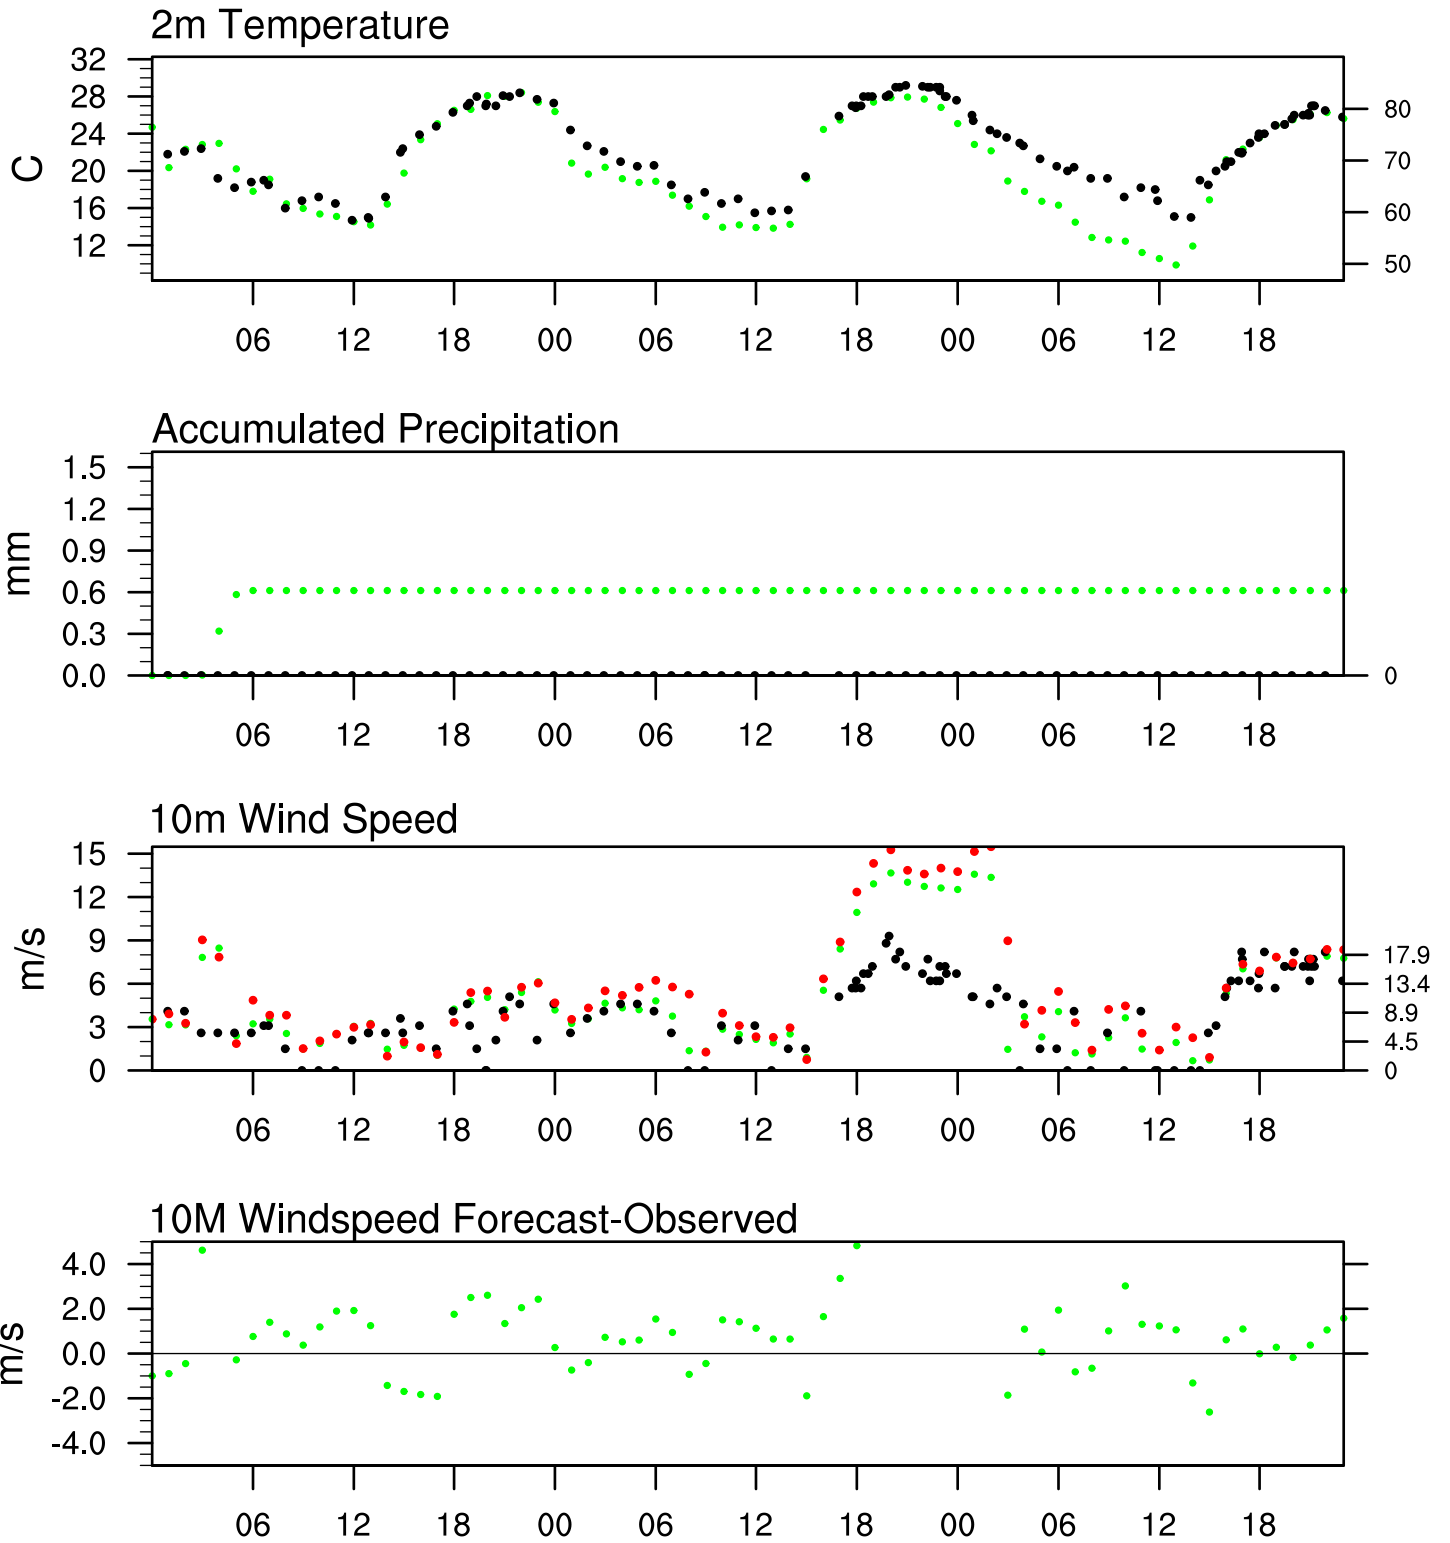 2m Temperature
32
28
24
20
16
12
C
80
70
60
50
06 12 18 00 06 12 18 00 06 12 18
Accumulated Precipitation
1.5
1.2
0.9
0.6
0.3
0.0
mm
0
06 12 18 00 06 12 18 00 06 12 18
10m Wind Speed
15
12
9
6
3
0
m/s
17.9
13.4
8.9
4.5
0
06 12 18 00 06 12 18 00 06 12 18
10M Windspeed Forecast-Observed
4.0
2.0
0.0
-2.0
-4.0
m/s
06 12 18 00 06 12 18 00 06 12 18